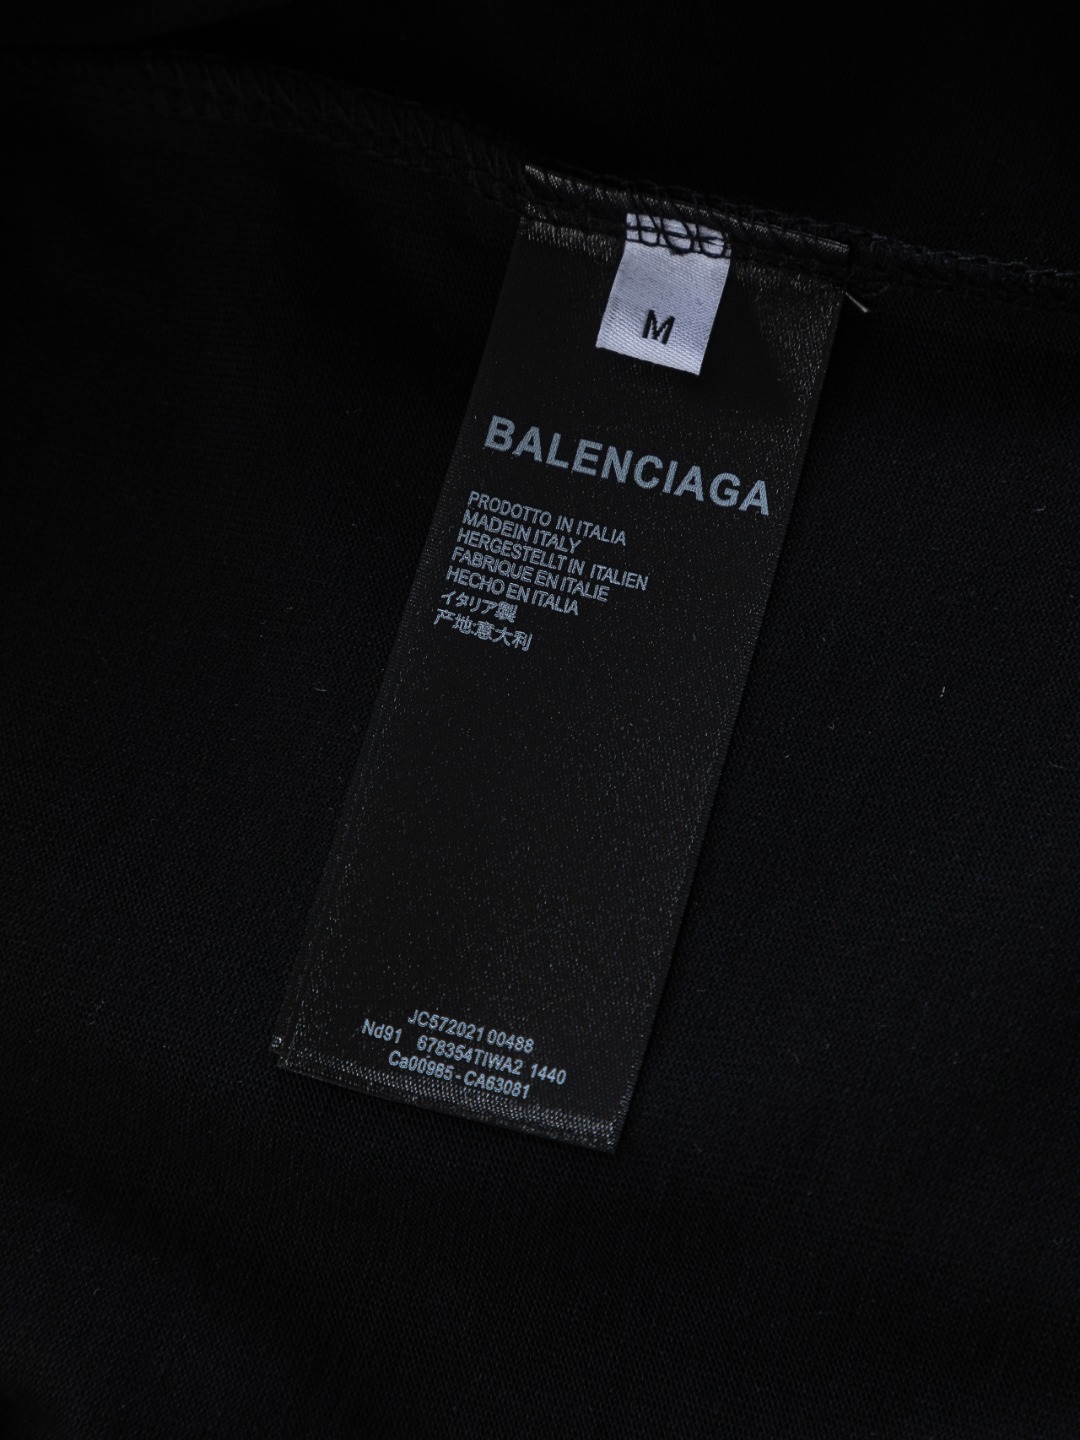 M
BALENCIAGA
PRODOTTO IN ITALIA
MADEIN ITALY
HERGESTELLT IN ITALIEN
FABRIQUE EN ITALIE
HECHO EN ITALIA
イタリア製
产地:意大利
JC572021 00488
Nd91 678354TIWA2 1440
Ca00965-CA63081